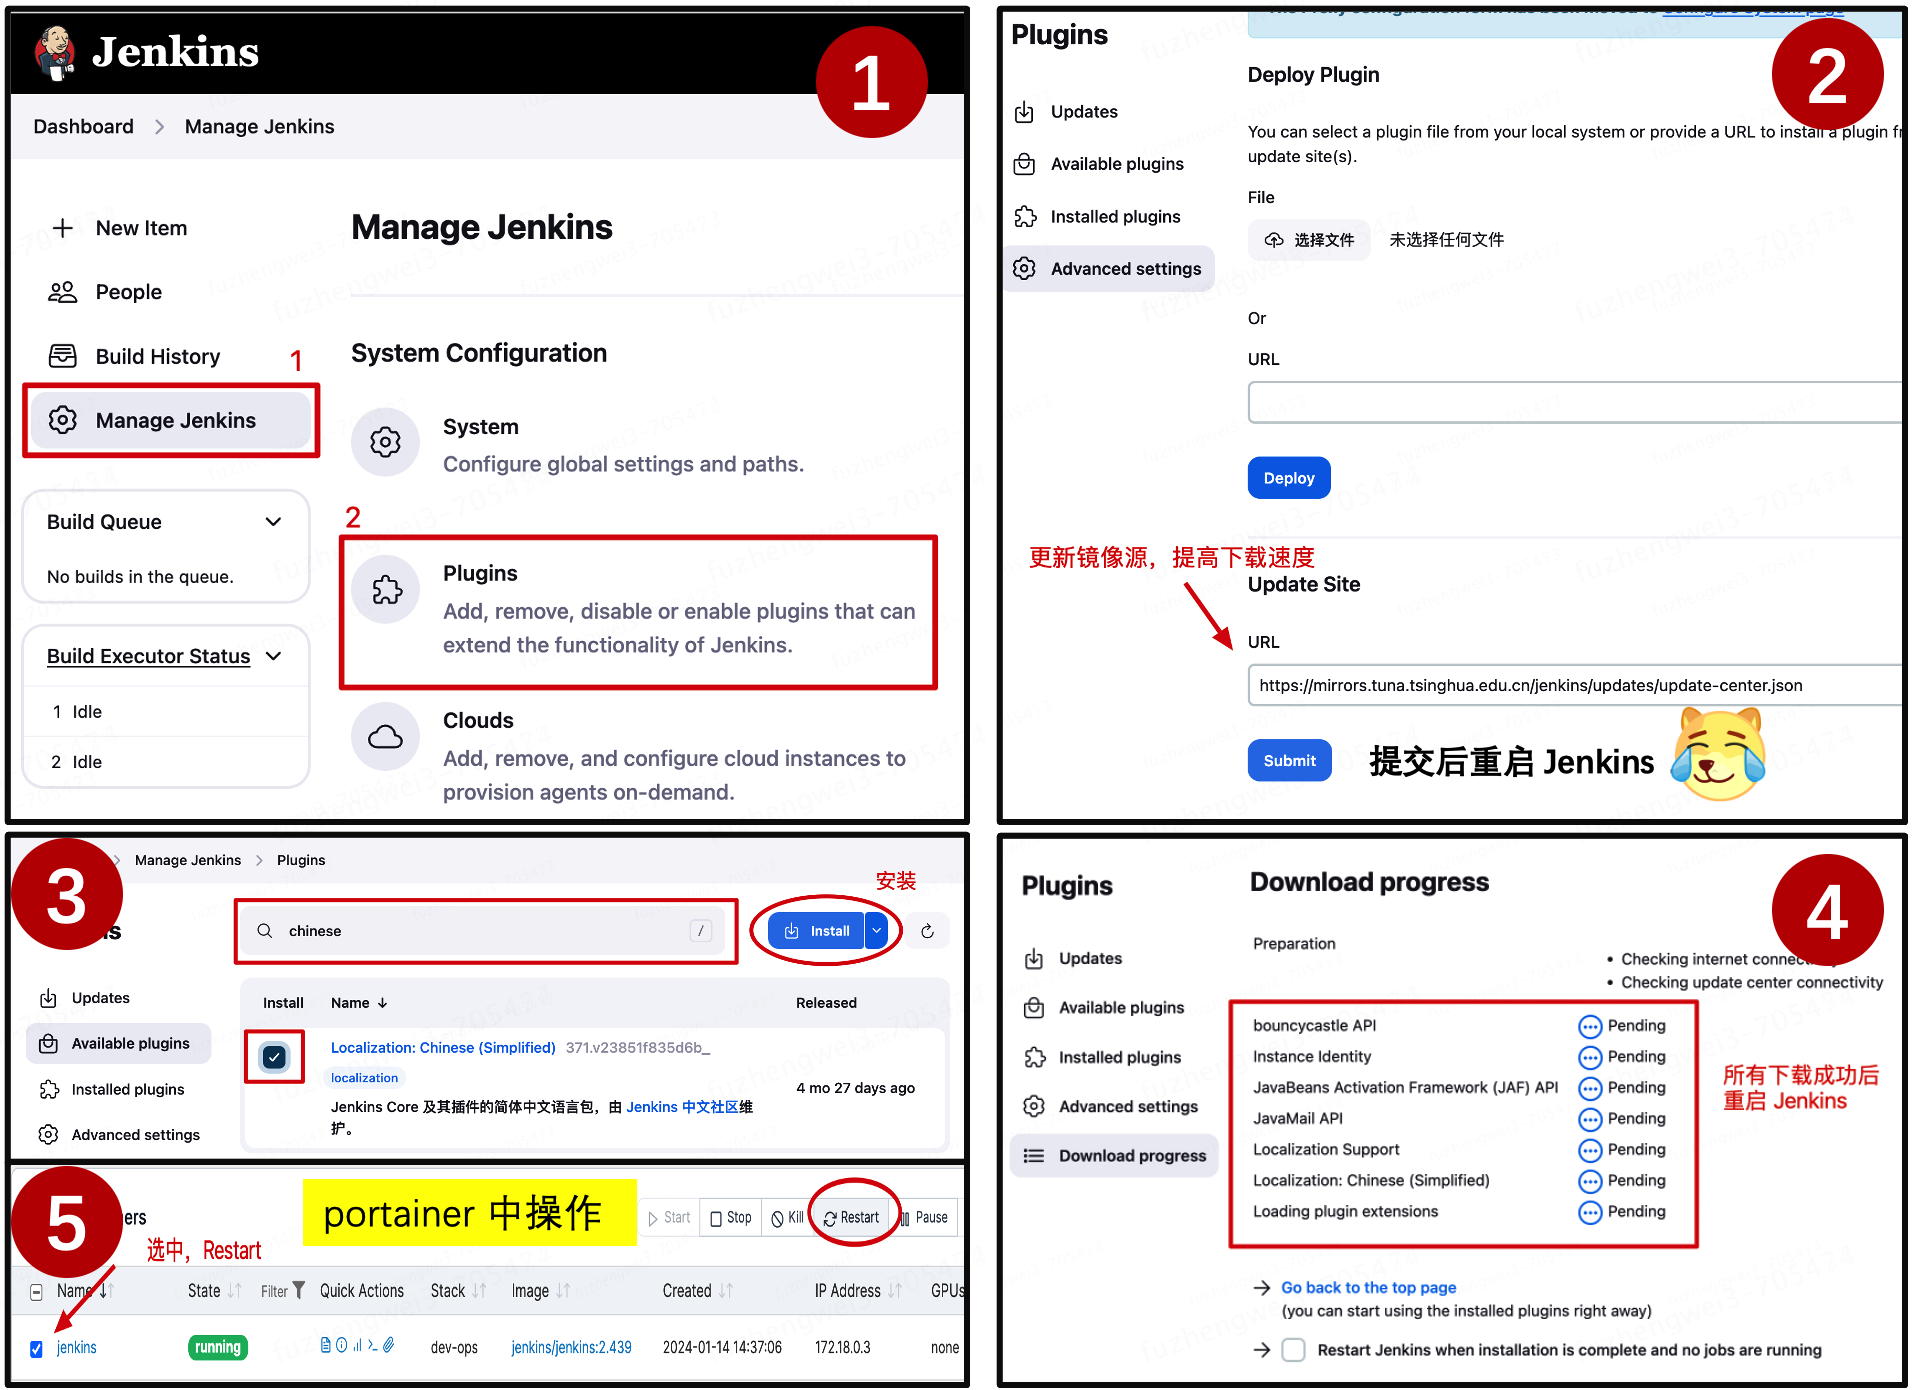 Jenkins
1
Dashboard > Manage Jenkins
New Item
People
Build History
1
Manage Jenkins
Build Queue
No builds in the queue.
Build Executor Status
1 Idle
2 Idle
Manage Jenkins
System Configuration
System
Configure global settings and paths.
2
Plugins
Add, remove, disable or enable plugins that can
extend the functionality of Jenkins.
Clouds
Add, remove, and configure cloud instances to
provision agents on-demand.
2
Plugins
Updates
Available plugins
Installed plugins
Advanced settings
Deploy Plugin
You can select a plugin file from your local system or provide a URL to install a plugin
update site(s).
File
选择文件 未选择任何文件
Or
URL
Deploy
更新镜像源，提高下载速度
Update Site
URL
https://mirrors.tuna.tsinghua.edu.cn/jenkins/updates/update-center.json
Submit
提交后重启 Jenkins
3
> Manage Jenkins > Plugins
Updates
Available plugins
Installed plugins
Advanced settings
chinese /
安装
Install
Install Name ↓ Released
Localization: Chinese (Simplified) 371.v23851f835d6b_
localization
4 mo 27 days ago
Jenkins Core 及其插件的简体中文语言包，由 Jenkins 中文社区维
护。
4
Plugins
Updates
Available plugins
Installed plugins
Advanced settings
Download progress
Download progress
Preparation
• Checking internet
• Checking update center connectivity
bouncycastle API Pending
Instance Identity Pending
JavaBeans Activation Framework (JAF) API Pending
JavaMail API Pending
Localization Support Pending
Localization: Chinese (Simplified) Pending
Loading plugin extensions Pending
所有下载成功后
重启 Jenkins
→ Go back to the top page
(you can start using the installed plugins right away)
→ Restart Jenkins when installation is complete and no jobs are running
5
选中，Restart
portainer 中操作
Start Stop Kill Restart Pause
Name State Filter Quick Actions Stack Image Created IP Address GPUs
jenkins running dev-ops jenkins/jenkins:2.439 2024-01-14 14:37:06 172.18.0.3 none
fuzhengwei3-705474